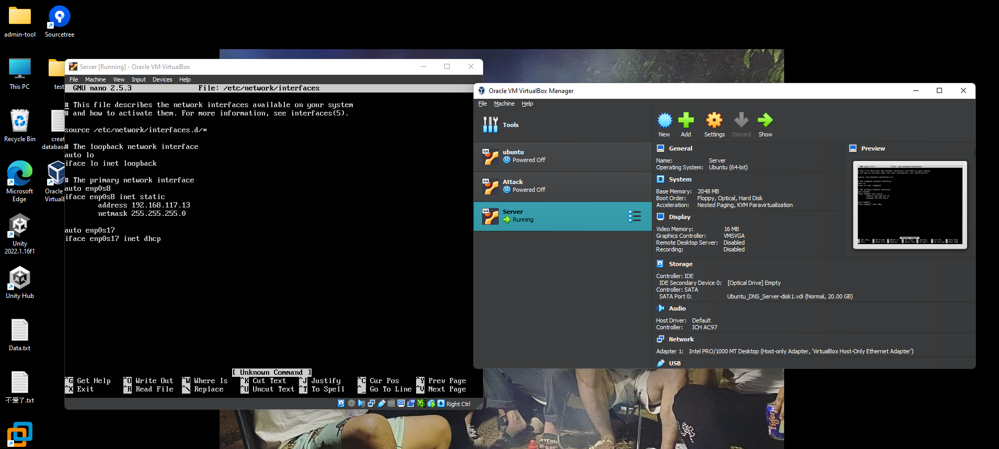 admin-tool
Sourcetree
This PC
test
Recycle Bin
creat
database
Microsoft
Edge
Oracle
VirtualB
Unity
2022.1.16f1
Unity Hub
Data.txt
不爱了.txt
Server [Running] - Oracle VM VirtualBox
File Machine View Input Devices Help
GNU nano 2.5.3 File: /etc/network/interfaces
# This file describes the network interfaces available on your system
# and how to activate them. For more information, see interfaces(5).
source /etc/network/interfaces.d/*
# The loopback network interface
auto lo
iface lo inet loopback
# The primary network interface
auto enp0s8
iface enp0s8 inet static
address 192.168.117.13
netmask 255.255.255.0
auto enp0s17
iface enp0s17 inet dhcp
[ Unknown Command ]
^G Get Help ^O Write Out ^W Where Is ^K Cut Text ^J Justify ^C Cur Pos ^Y Prev Page
^X Exit ^R Read File ^\ Replace ^U Uncut Text ^T To Spell ^_ Go To Line ^V Next Page
Right Ctrl
Oracle VM VirtualBox Manager
File Machine Help
Tools
New Add Settings Discard Show
64 ubuntu
Powered Off
64 Attack
Powered Off
64 Server
Running
General
Name: Server
Operating System: Ubuntu (64-bit)
System
Base Memory: 2048 MB
Boot Order: Floppy, Optical, Hard Disk
Acceleration: Nested Paging, KVM Paravirtualization
Display
Video Memory: 16 MB
Graphics Controller: VMSVGA
Remote Desktop Server: Disabled
Recording: Disabled
Preview
Storage
Controller: IDE
IDE Secondary Device 0: [Optical Drive] Empty
Controller: SATA
SATA Port 0: Ubuntu_DNS_Server-disk1.vdi (Normal, 20.00 GB)
Audio
Host Driver: Default
Controller: ICH AC97
Network
Adapter 1: Intel PRO/1000 MT Desktop (Host-only Adapter, 'VirtualBox Host-Only Ethernet Adapter')
USB